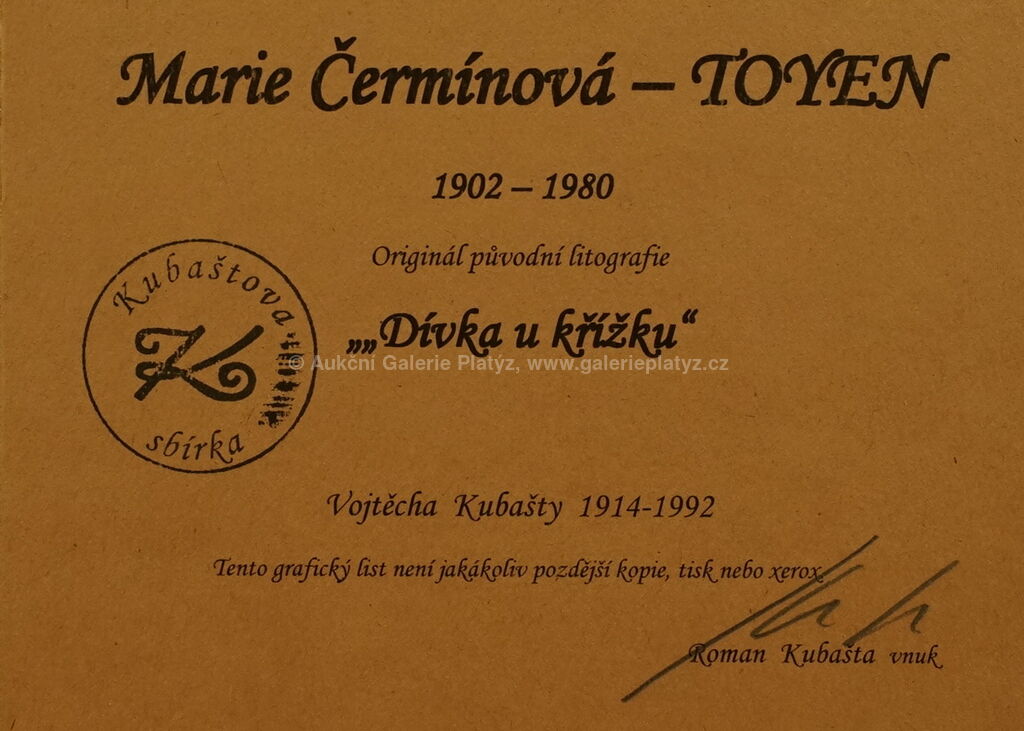 Marie Čermínová – TOYEN
1902 – 1980
Originál původní litografie
„„Dívka u křížku“
Kubaštova
sbírka
© Aukční Galerie Platýz, www.galerieplatyz.cz
Vojtěcha Kubašty 1914-1992
Tento grafický list není jakákoliv pozdější kopie, tisk nebo xerox.
Roman Kubašta vnuk